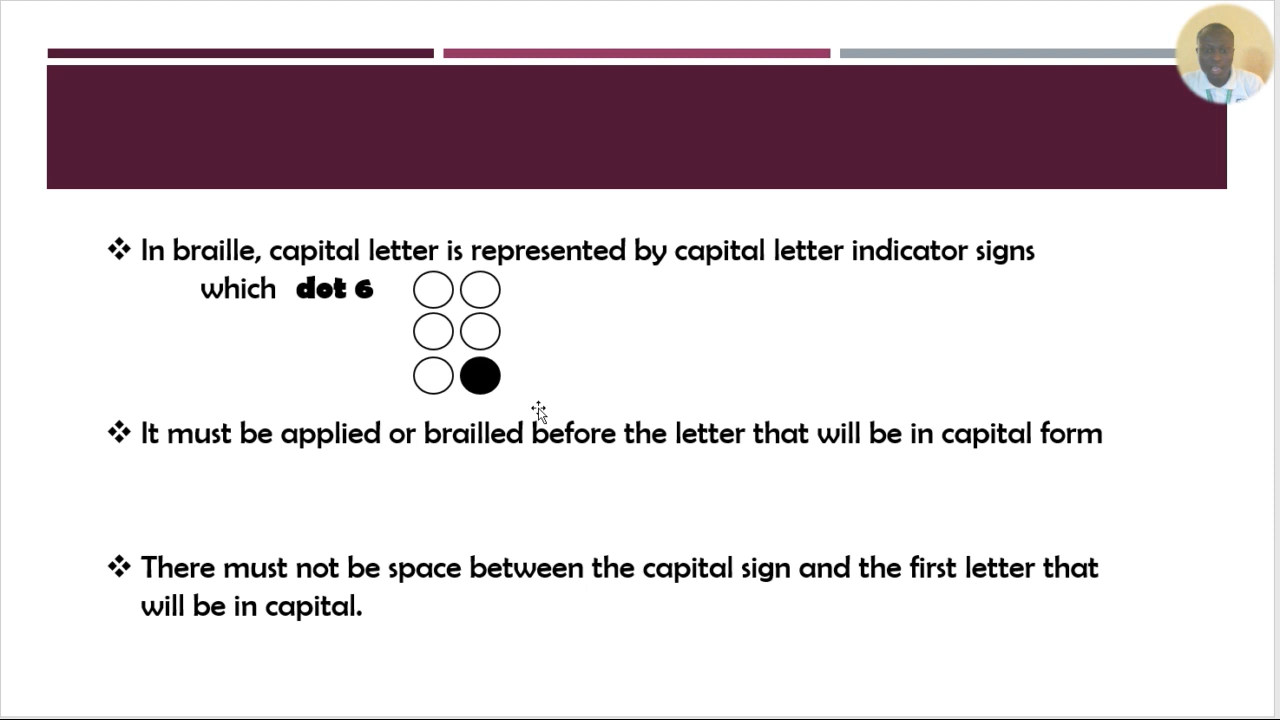 In braille, capital letter is represented by capital letter indicator signs
which dot 6
It must be applied or brailled before the letter that will be in capital form
There must not be space between the capital sign and the first letter that
will be in capital.